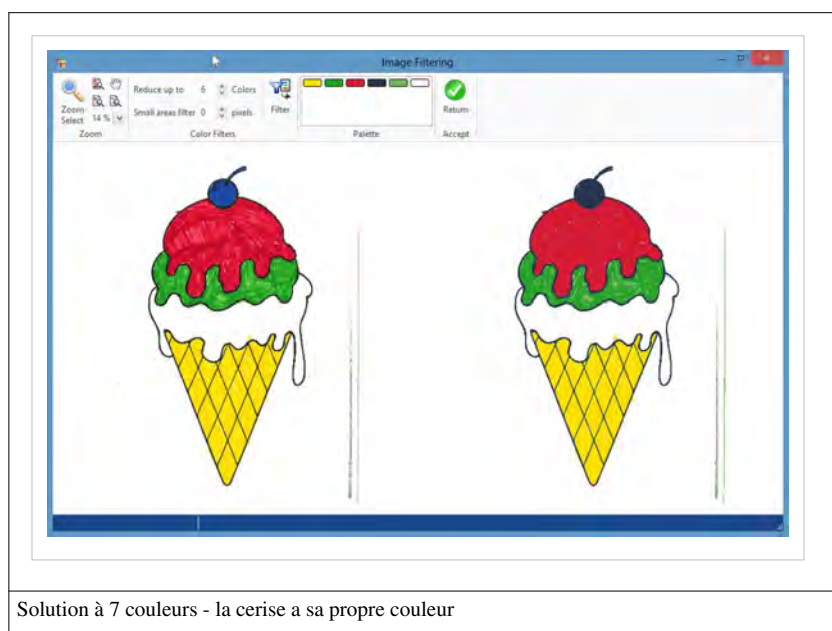 Image Filtering
Reduce up to 6 Colors
Small areas filter 0 pixels
Zoom Select
14 %
Filter
Return
Zoom
Color Filters
Palette
Accept
Solution à 7 couleurs - la cerise a sa propre couleur